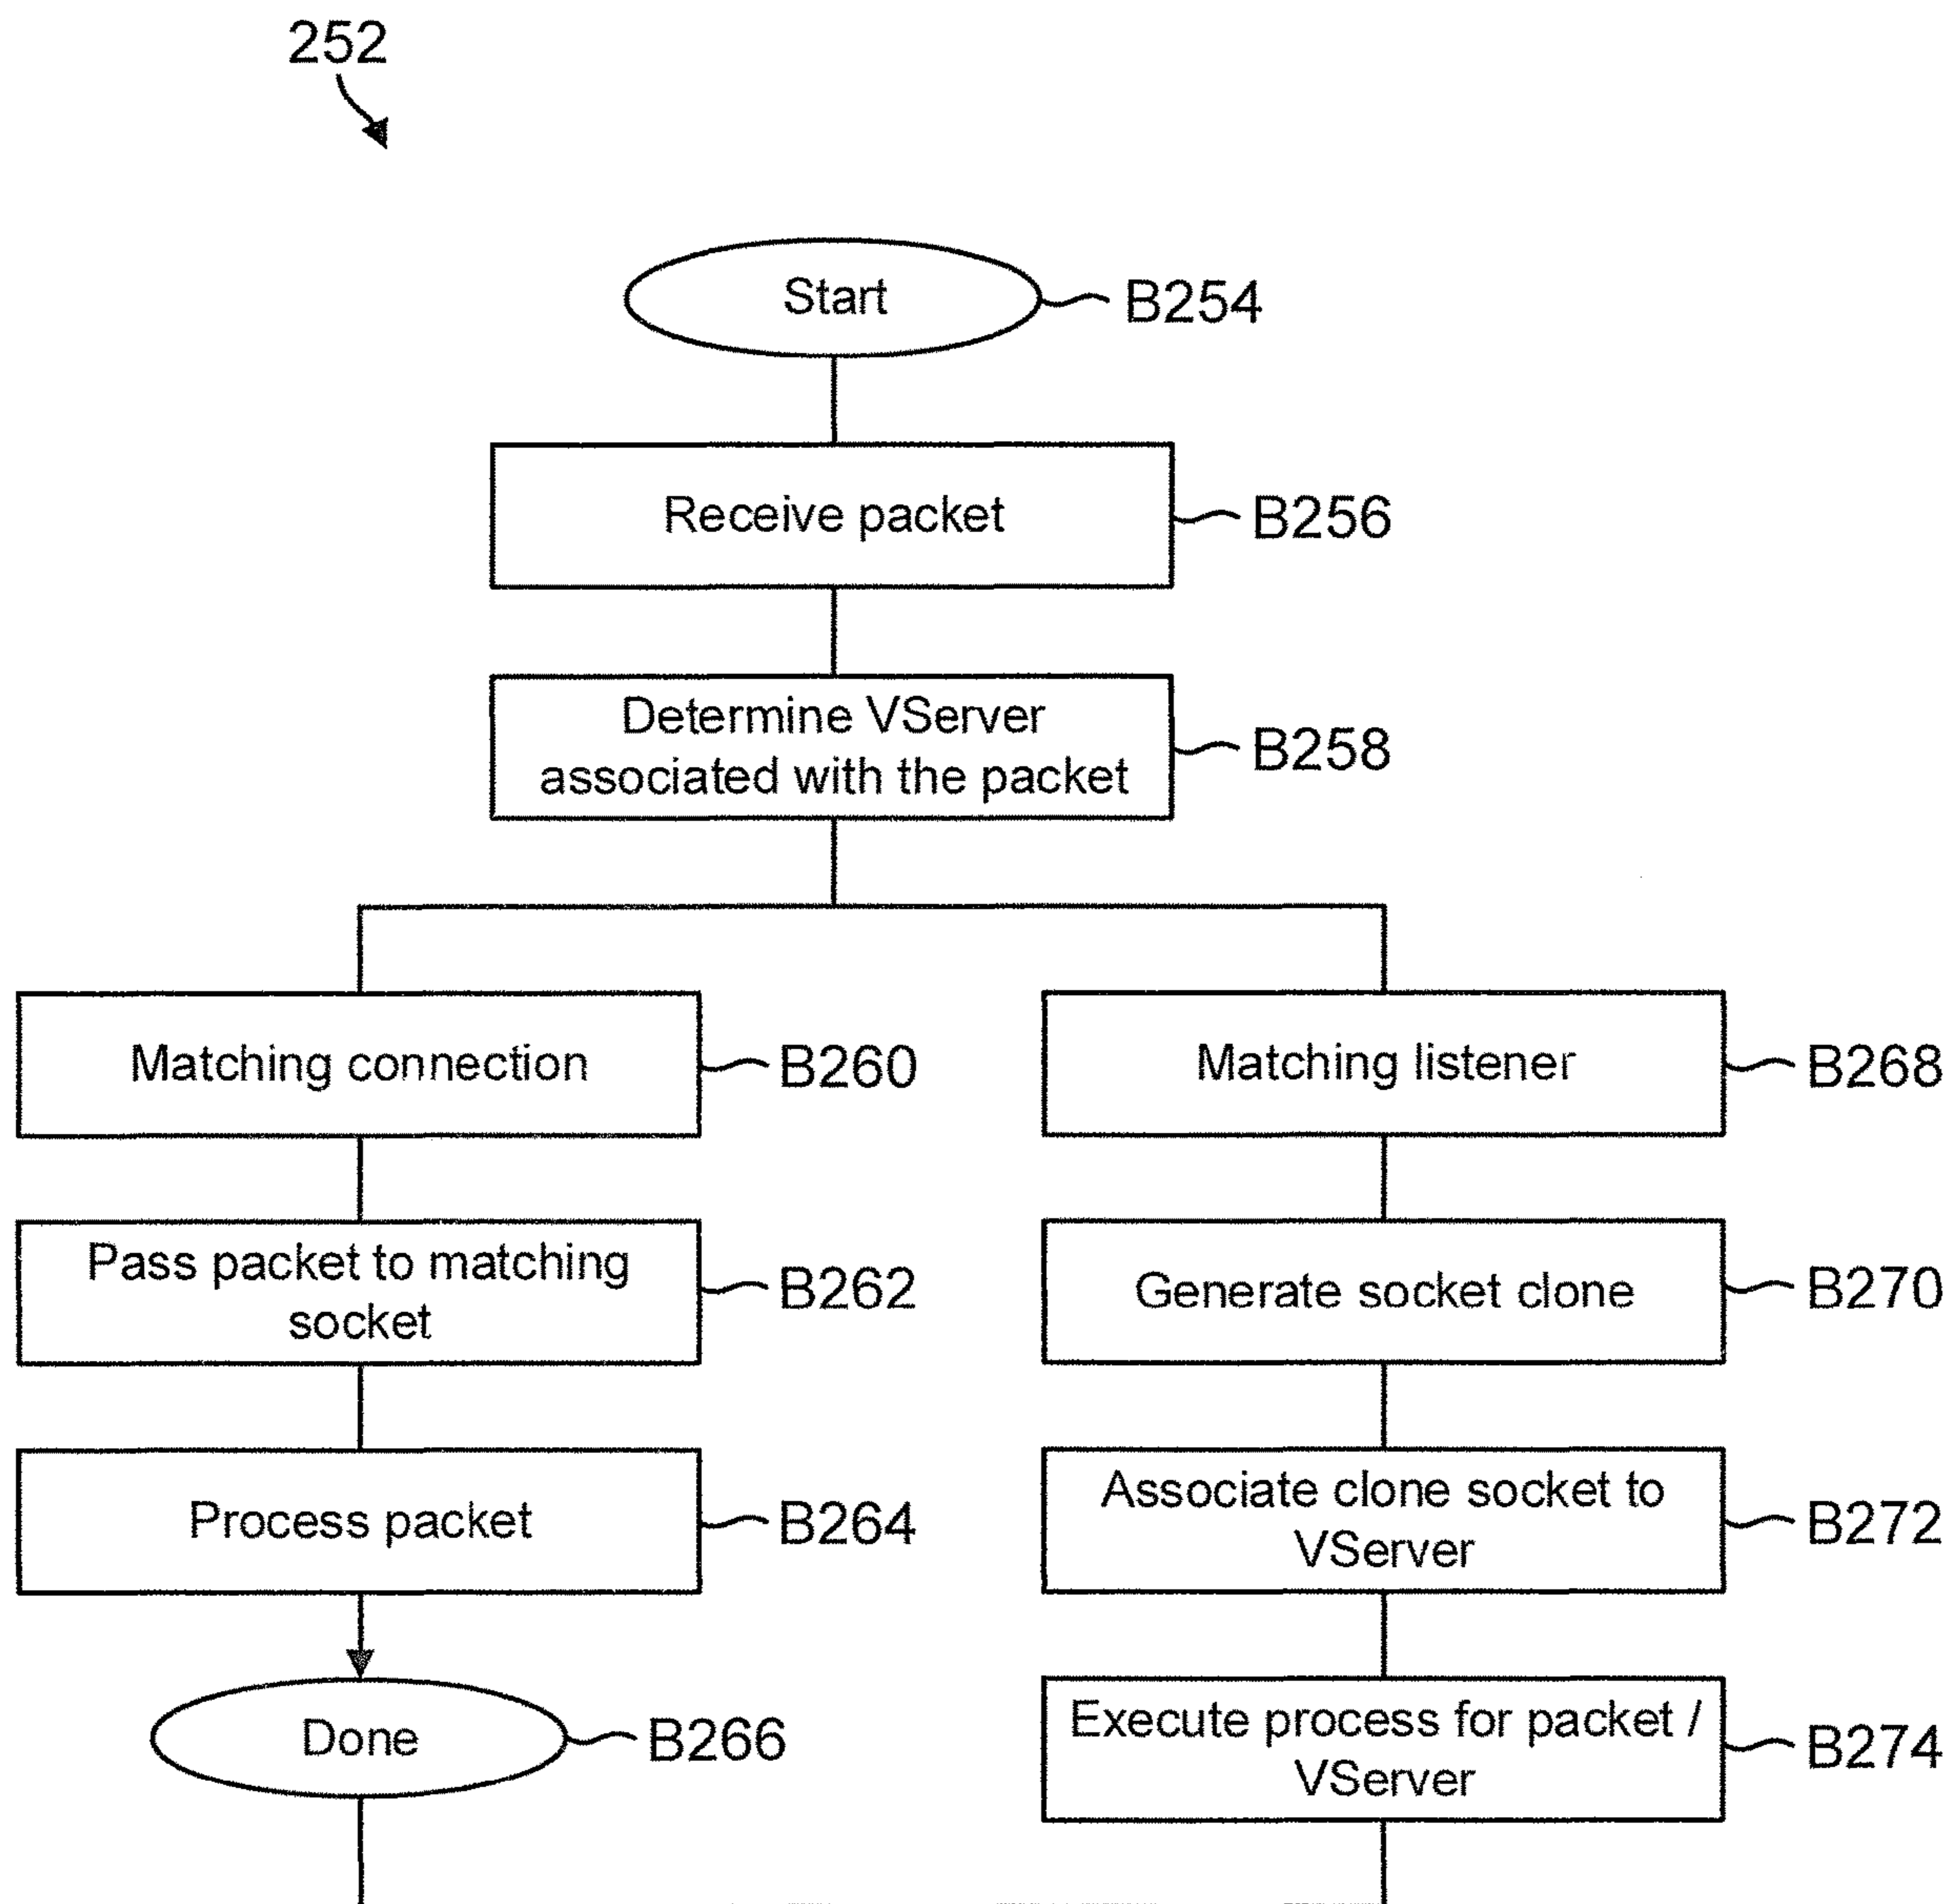 252
Start
B254
Receive packet
B256
Determine VServer
associated with the packet
B258
Matching connection
B260
Matching listener
B268
Pass packet to matching
socket
B262
Generate socket clone
B270
Process packet
B264
Associate clone socket to
VServer
B272
Done
B266
Execute process for packet /
VServer
B274